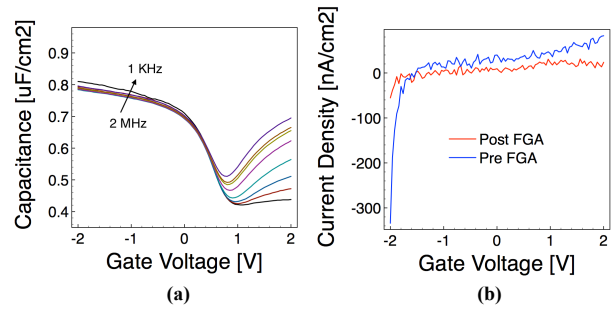 Capacitance [uF/cm2]
0.9
0.8
0.7
0.6
0.5
0.4
1 KHz
2 MHz
-2
-1
0
1
2
Gate Voltage [V]
(a)
Current Density [nA/cm2]
0
-100
-200
-300
Post FGA
Pre FGA
-2
-1
0
1
2
Gate Voltage [V]
(b)